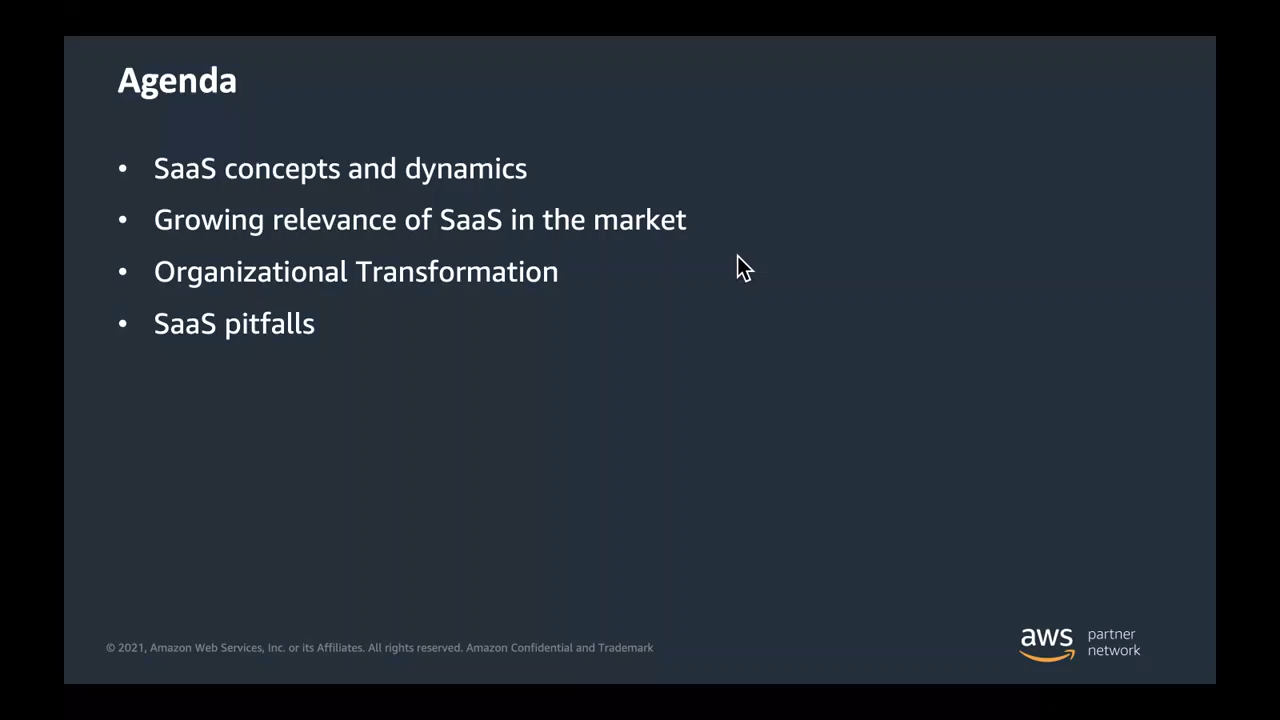 Agenda
• SaaS concepts and dynamics
• Growing relevance of SaaS in the market
• Organizational Transformation
• SaaS pitfalls
© 2021, Amazon Web Services, Inc. or its Affiliates. All rights reserved. Amazon Confidential and Trademark
aws
partner
network